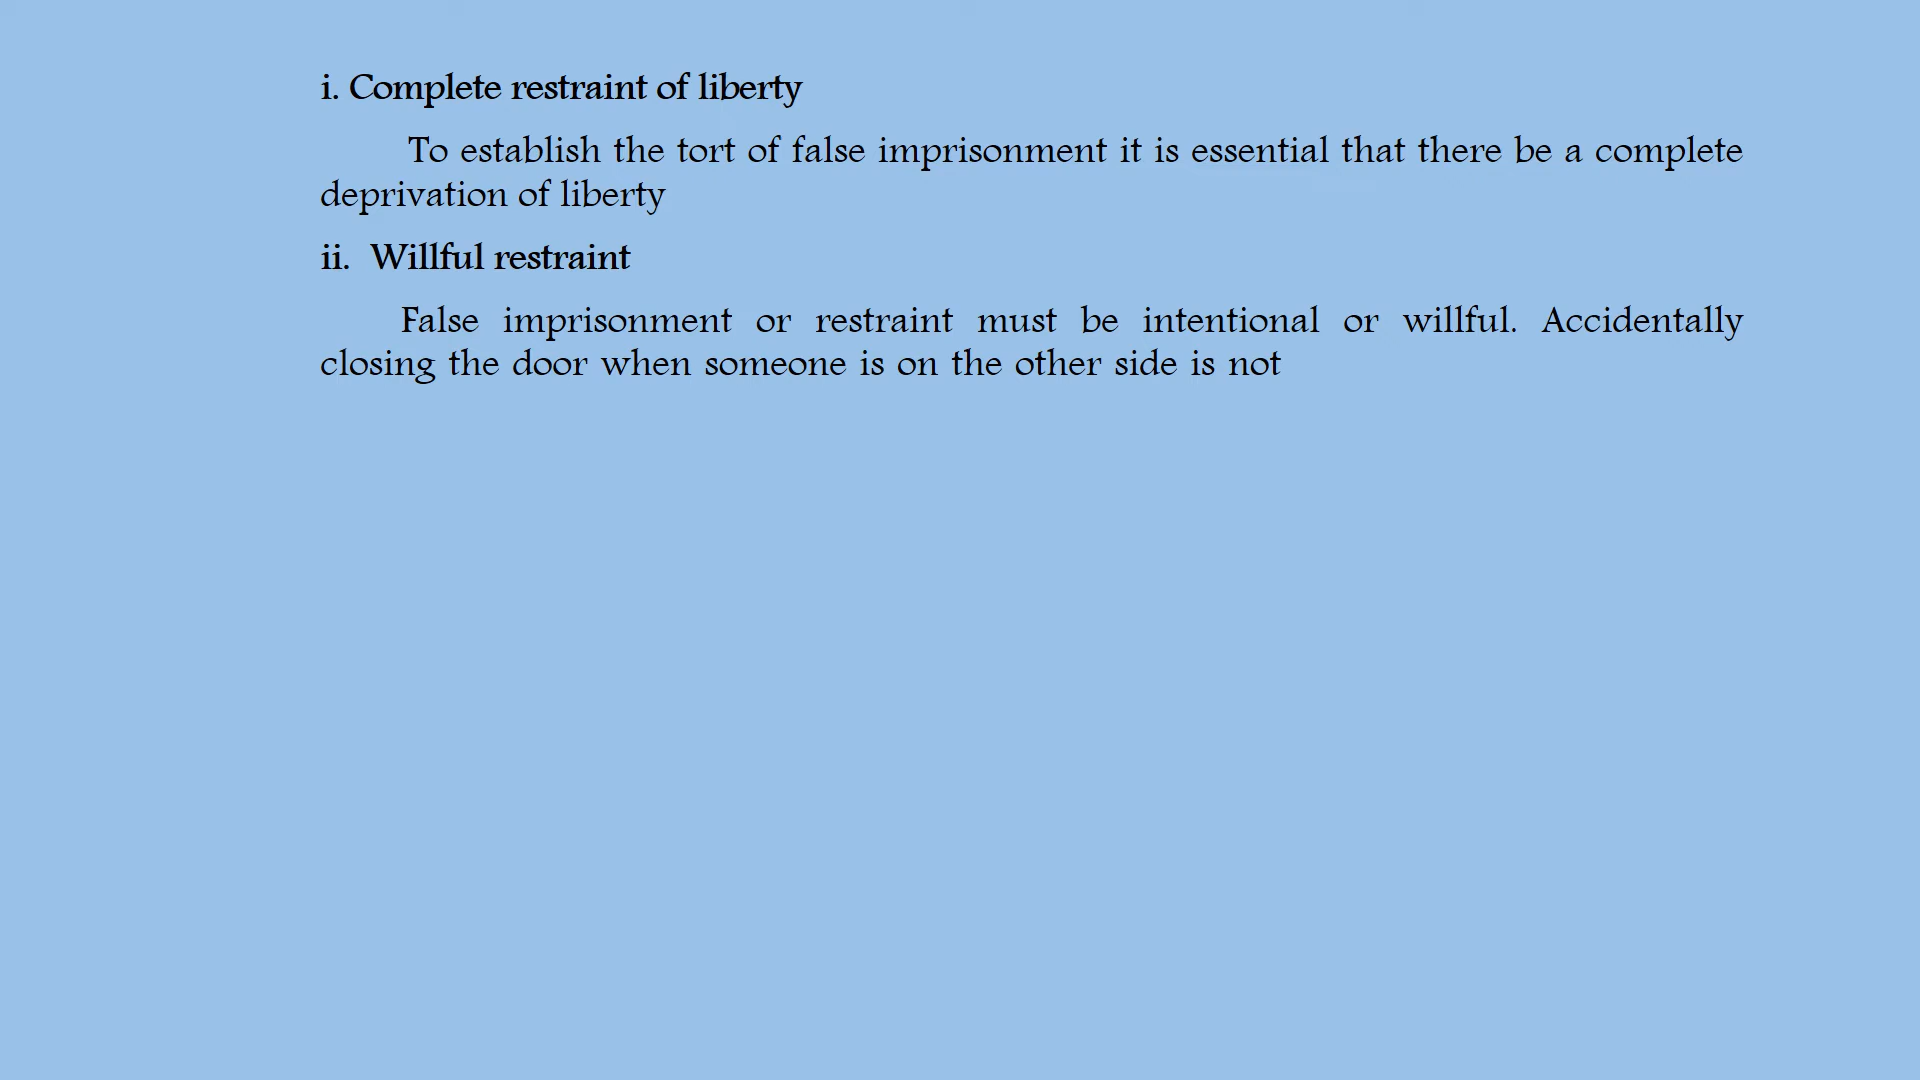 i. Complete restraint of liberty
To establish the tort of false imprisonment it is essential that there be a complete
deprivation of liberty
ii. Willful restraint
False imprisonment or restraint must be intentional or willful. Accidentally
closing the door when someone is on the other side is not